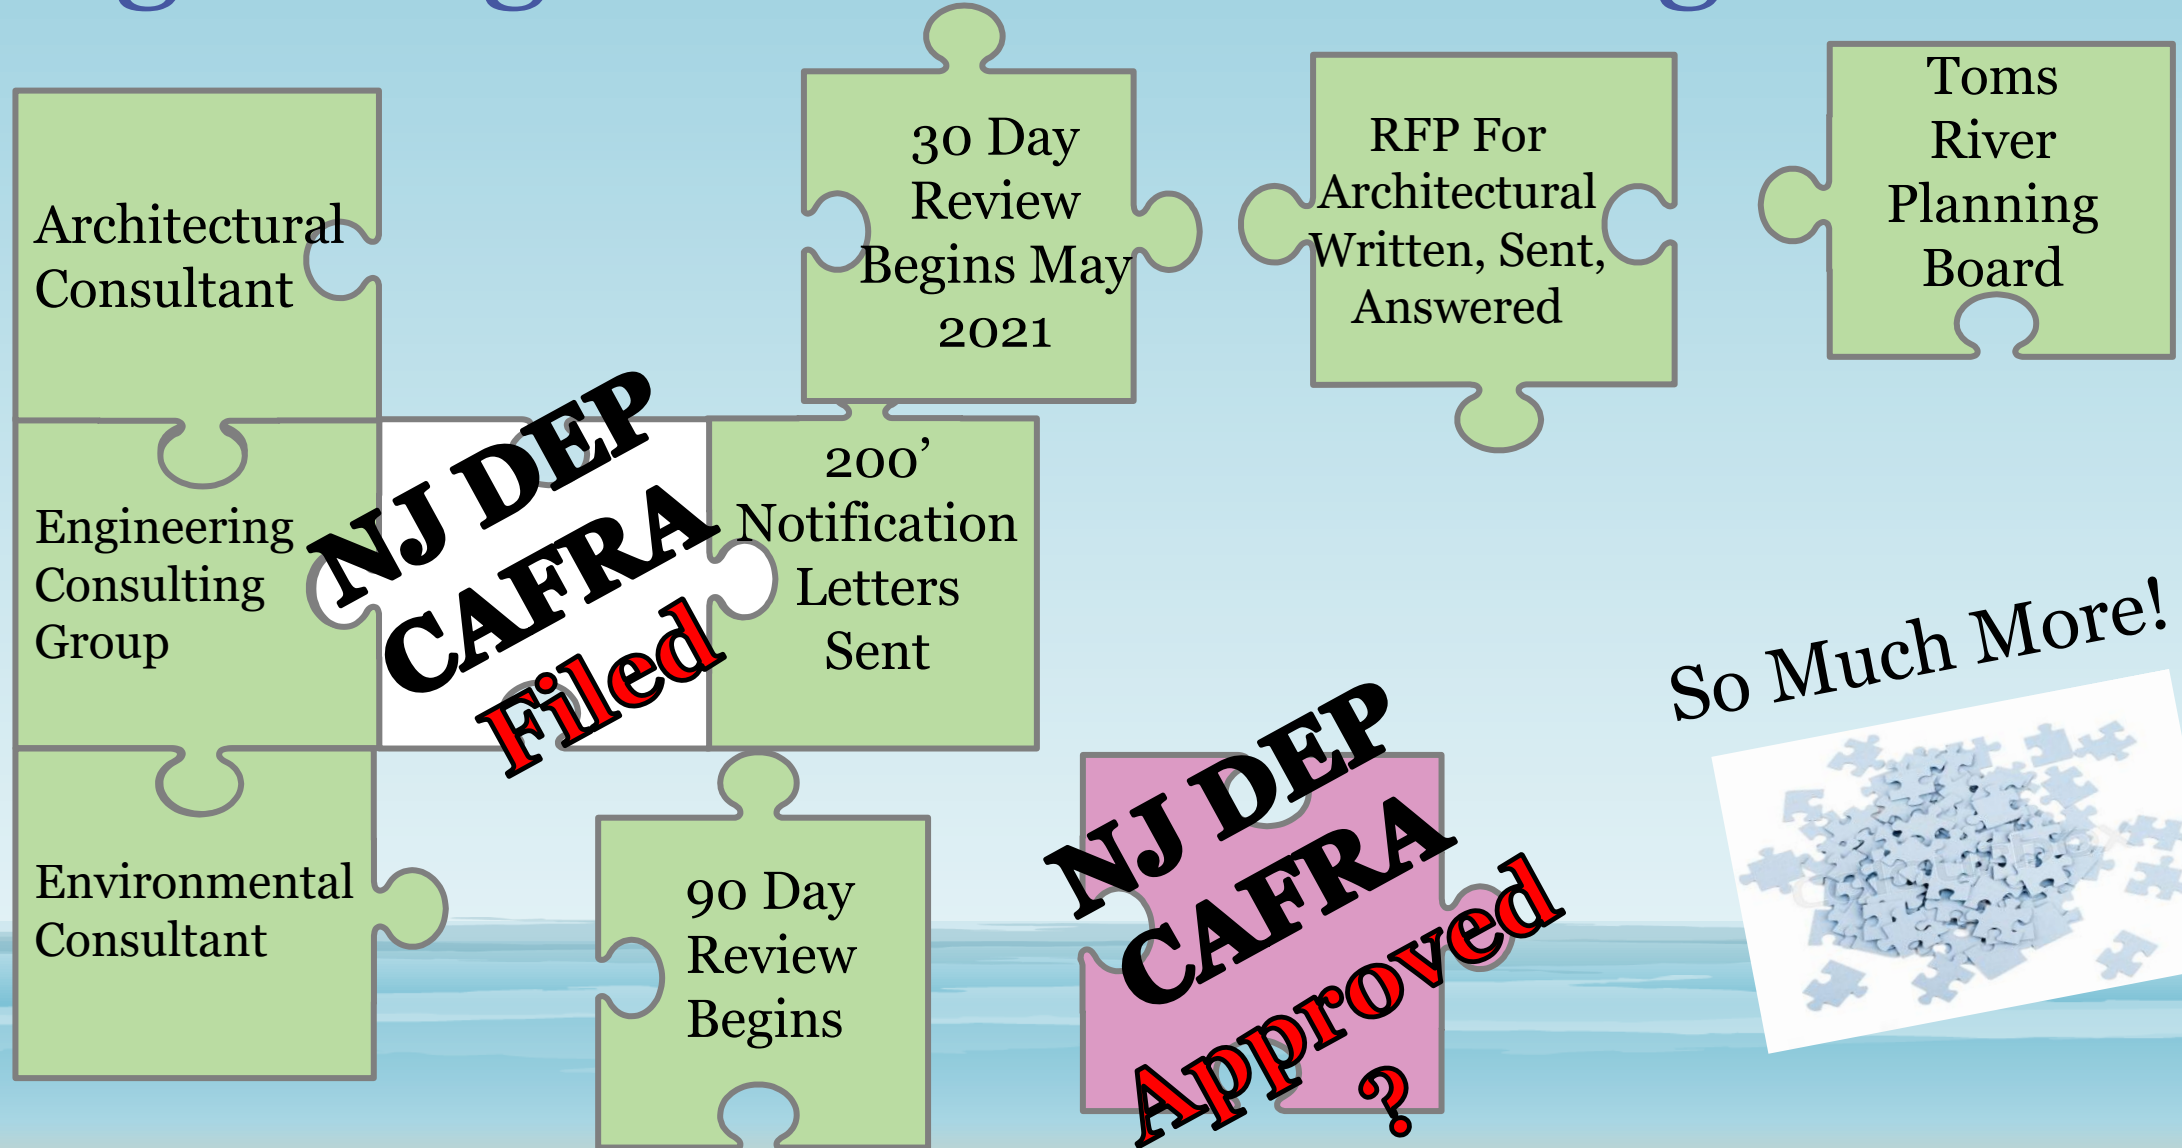 Architectural
Consultant
30 Day
Review
Begins May
2021
RFP For
Architectural
Written, Sent,
Answered
Toms
River
Planning
Board
Engineering
Consulting
Group
NJ DEP
CAFRA
Filed
200’
Notification
Letters
Sent
So Much More!
Environmental
Consultant
90 Day
Review
Begins
NJ DEP
CAFRA
Approved
?